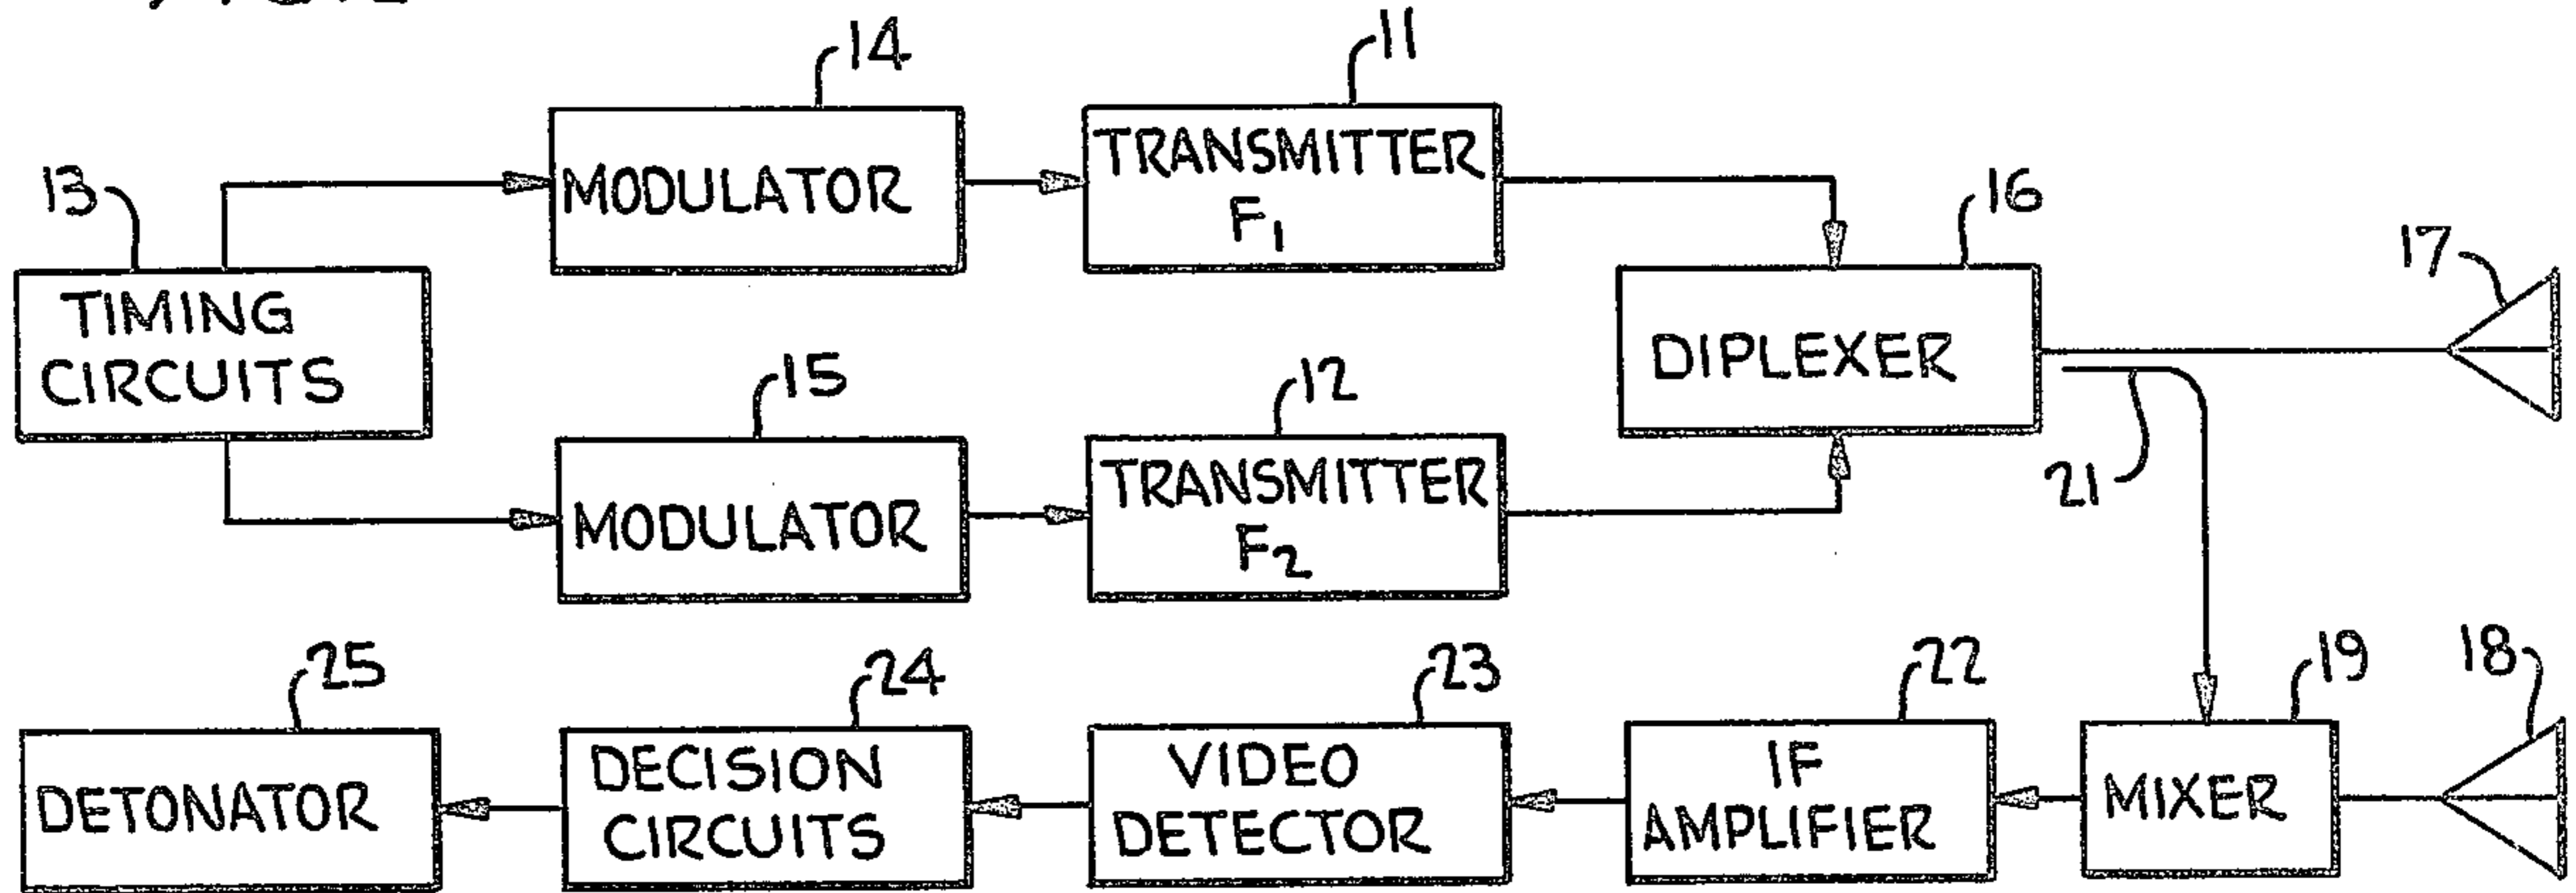 14
11
MODULATOR
TRANSMITTER
F1
13
TIMING
CIRCUITS
16
DIPLEXER
17
15
12
MODULATOR
TRANSMITTER
F2
21
25
24
23
22
19
18
DETONATOR
DECISION
CIRCUITS
VIDEO
DETECTOR
IF
AMPLIFIER
MIXER